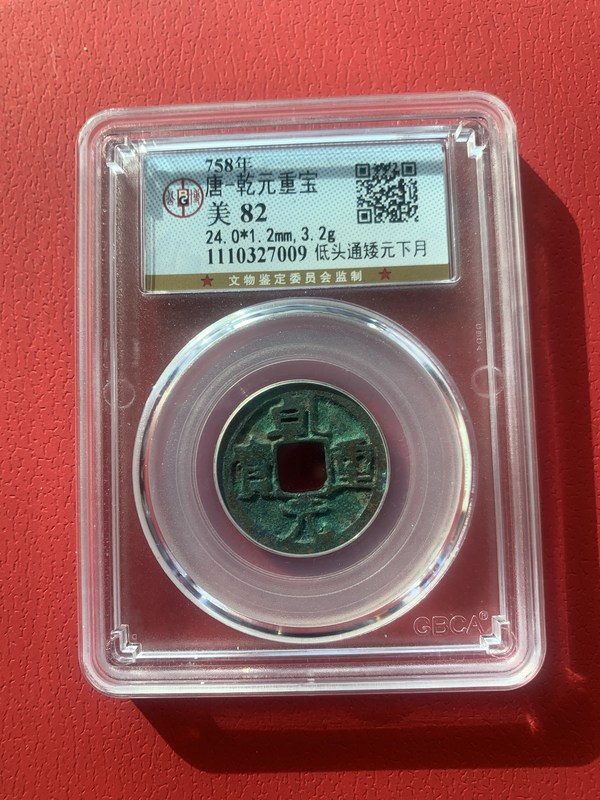 758年
唐-乾元重宝
美 82
24.0*1.2mm,3.2g
1110327009 低头通矮元下月
★ 文物鉴定委员会监制 ★
乾
寳 重
元
GBCA®